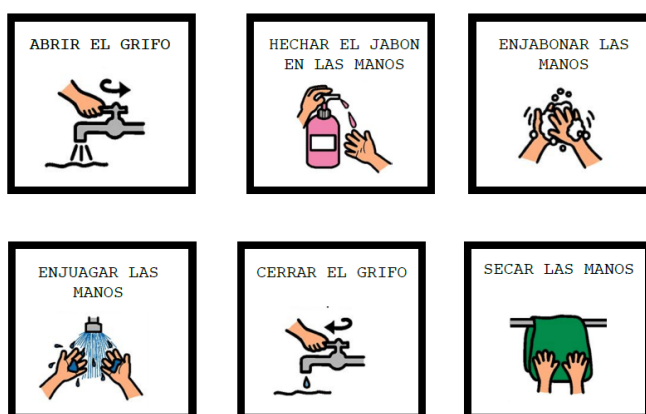 ABRIR EL GRIFO
HECHAR EL JABON
EN LAS MANOS
ENJABONAR LAS
MANOS
ENJUAGAR LAS
MANOS
CERRAR EL GRIFO
SECAR LAS MANOS